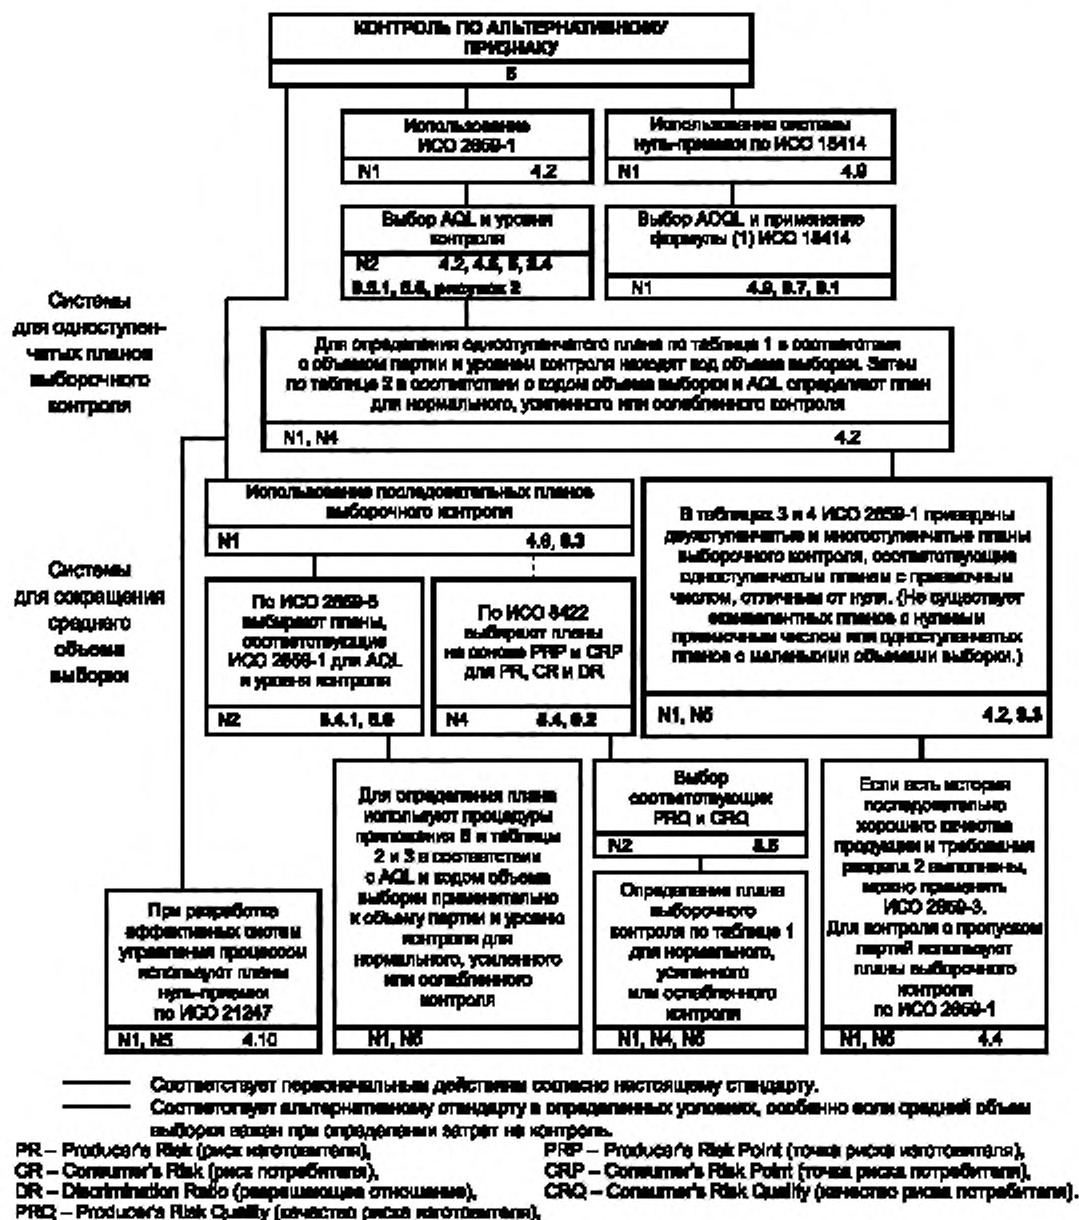 КОНТРОЛЬ ПО АЛЬТЕРНАТИВНОМУ
ПРИЗНАКУ
5
Использование
ИСО 2859-1
N1 4.2
Использование системы
нуль-приемки по ИСО 18414
N1 4.9
Выбор AQL и уровня
контроля
N2 4.2, 4.5, 5, 8.4
рисунок 2
Выбор AOQL и применение
формулы (1) ИСО 18414
N1 4.9, 8.7, 9.1
Системы
для одноступен-
чатых планов
выборочного
контроля
Для определения одноступенчатого плана по таблице 1 в соответствии
с объемом партии и уровнем контроля находят код объема выборки. Затем
по таблице 2 в соответствии с кодом объема выборки и AQL определяют план
для нормального, усиленного или ослабленного контроля
N1, N4 4.2
Использование последовательных планов
выборочного контроля
N1
В таблицах 3 и 4 ИСО 2859-1 приведены
двухступенчатые и многоступенчатые планы
выборочного контроля, соответствующие
одноступенчатым планам с приемочным
числом, отличным от нуля. (Не существует
эквивалентных планов с нулевым
приемочным числом или одноступенчатых
планов с маленькими объемами выборки.)
N1, N5 4.2, 9.3
Системы
для сокращения
среднего
объема
выборки
По ИСО 2859-5
выбирают планы,
соответствующие
ИСО 2859-1 для AQL
и уровня контроля
N2
По ИСО 8422
выбирают планы
на основе PRP и CRP
для PR, CR и DR
N4 8.4, 9.2
Для определения плана
используют процедуры
приложения B и таблицы
2 и 3 в соответствии
с AQL и кодом объема
выборки применительно
к объему партии и уровню
контроля для
нормального, усиленного
или ослабленного
контроля
N1, N5
Выбор
соответствующих
PRQ и CRQ
N2 8.5
Определение плана
выборочного
контроля по таблице 1
для нормального,
усиленного
или ослабленного
контроля
N1, N4, N5
Если есть история
последовательно
хорошего качества
продукции и требования
раздела 2 выполнены,
можно применять
ИСО 2859-3.
Для контроля с пропуском
партий используют
планы выборочного
контроля
по ИСО 2859-1
N1, N5 4.4
При разработке
эффективных систем
управления процессом
используют планы
нуль-приемки
по ИСО 21247
N1, N5 4.10
Соответствует первоначальным действиям согласно настоящему стандарту.
Соответствует альтернативному стандарту в определенных условиях, особенно если средний объем
выборки важен при определении затрат на контроль.
PR – Producer's Risk (риск изготовителя),
PRP – Producer's Risk Point (точка риска изготовителя),
CR – Consumer's Risk (риск потребителя),
CRP – Consumer's Risk Point (точка риска потребителя),
DR – Discrimination Ratio (разрешающее отношение),
CRQ – Consumer's Risk Quality (качество риска потребителя).
PRQ – Producer's Risk Quality (качество риска изготовителя),